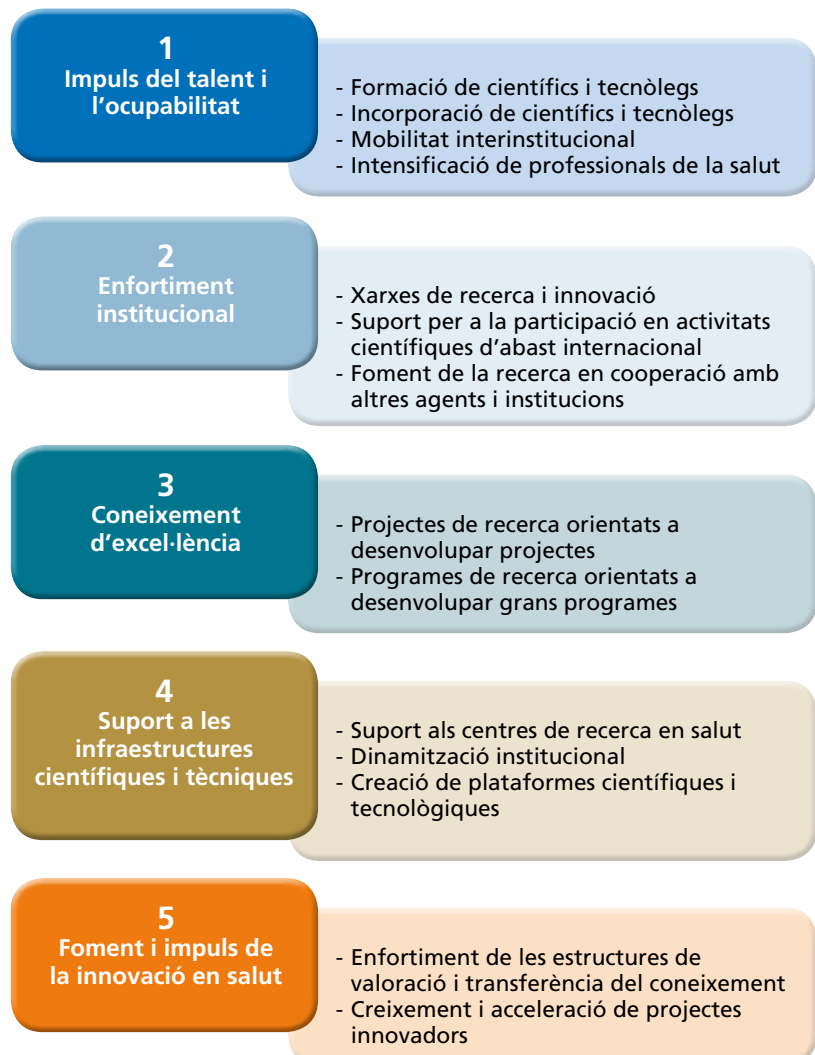 1
Impuls del talent i
l’ocupabilitat
- Formació de científics i tecnòlegs
- Incorporació de científics i tecnòlegs
- Mobilitat interinstitucional
- Intensificació de professionals de la salut
2
Enfortiment
institucional
- Xarxes de recerca i innovació
- Suport per a la participació en activitats
científiques d’abast internacional
- Foment de la recerca en cooperació amb
altres agents i institucions
3
Coneixement
d’excel·lència
- Projectes de recerca orientats a
desenvolupar projectes
- Programes de recerca orientats a
desenvolupar grans programes
4
Suport a les
infraestructures
científiques i tècniques
- Suport als centres de recerca en salut
- Dinamització institucional
- Creació de plataformes científiques i
tecnològiques
5
Foment i impuls de
la innovació en salut
- Enfortiment de les estructures de
valoració i transferència del coneixement
- Creixement i acceleració de projectes
innovadors